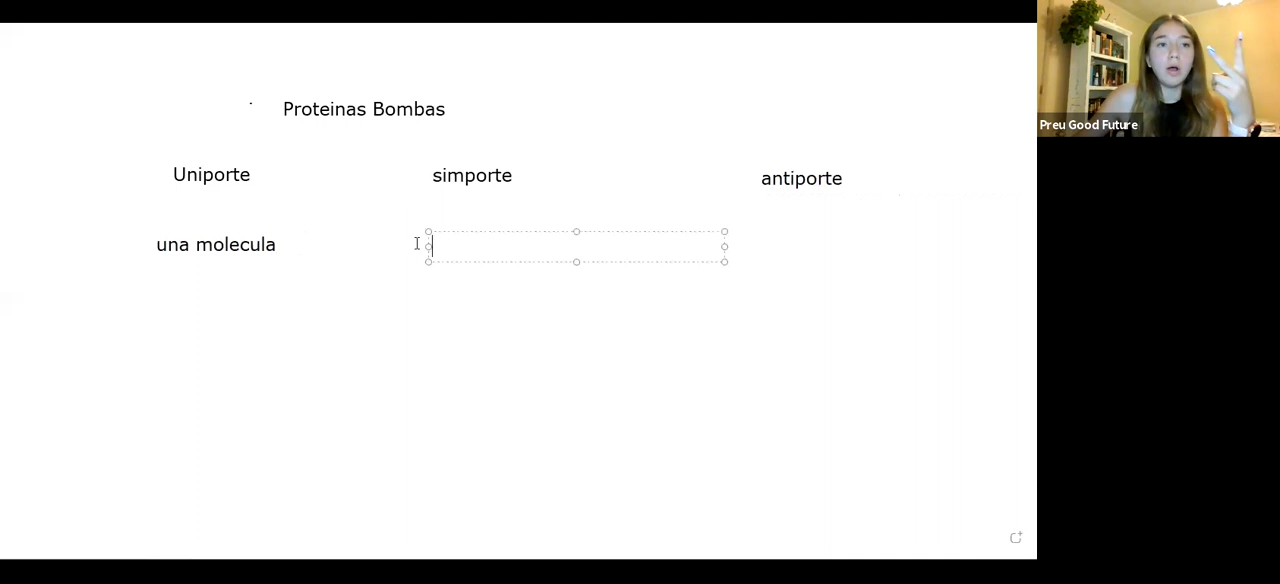 Proteinas Bombas
Uniporte simporte antiporte
una molecula
Preu Good Future